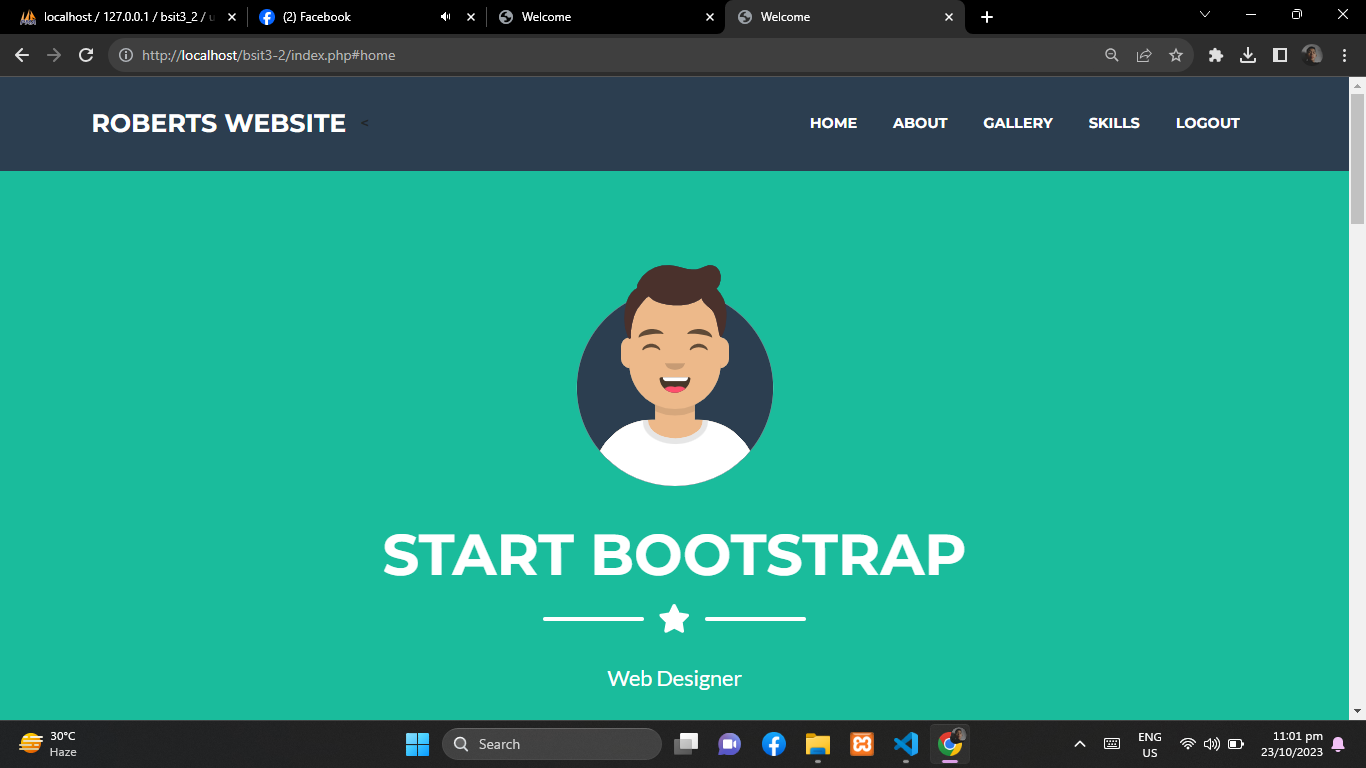 localhost / 127.0.0.1 / bsit3_2 / u
(2) Facebook
Welcome
Welcome
http://localhost/bsit3-2/index.php#home
ROBERTS WEBSITE <
HOME ABOUT GALLERY SKILLS LOGOUT
START BOOTSTRAP
Web Designer
30°C
Haze
Search
ENG
US
11:01 pm
23/10/2023